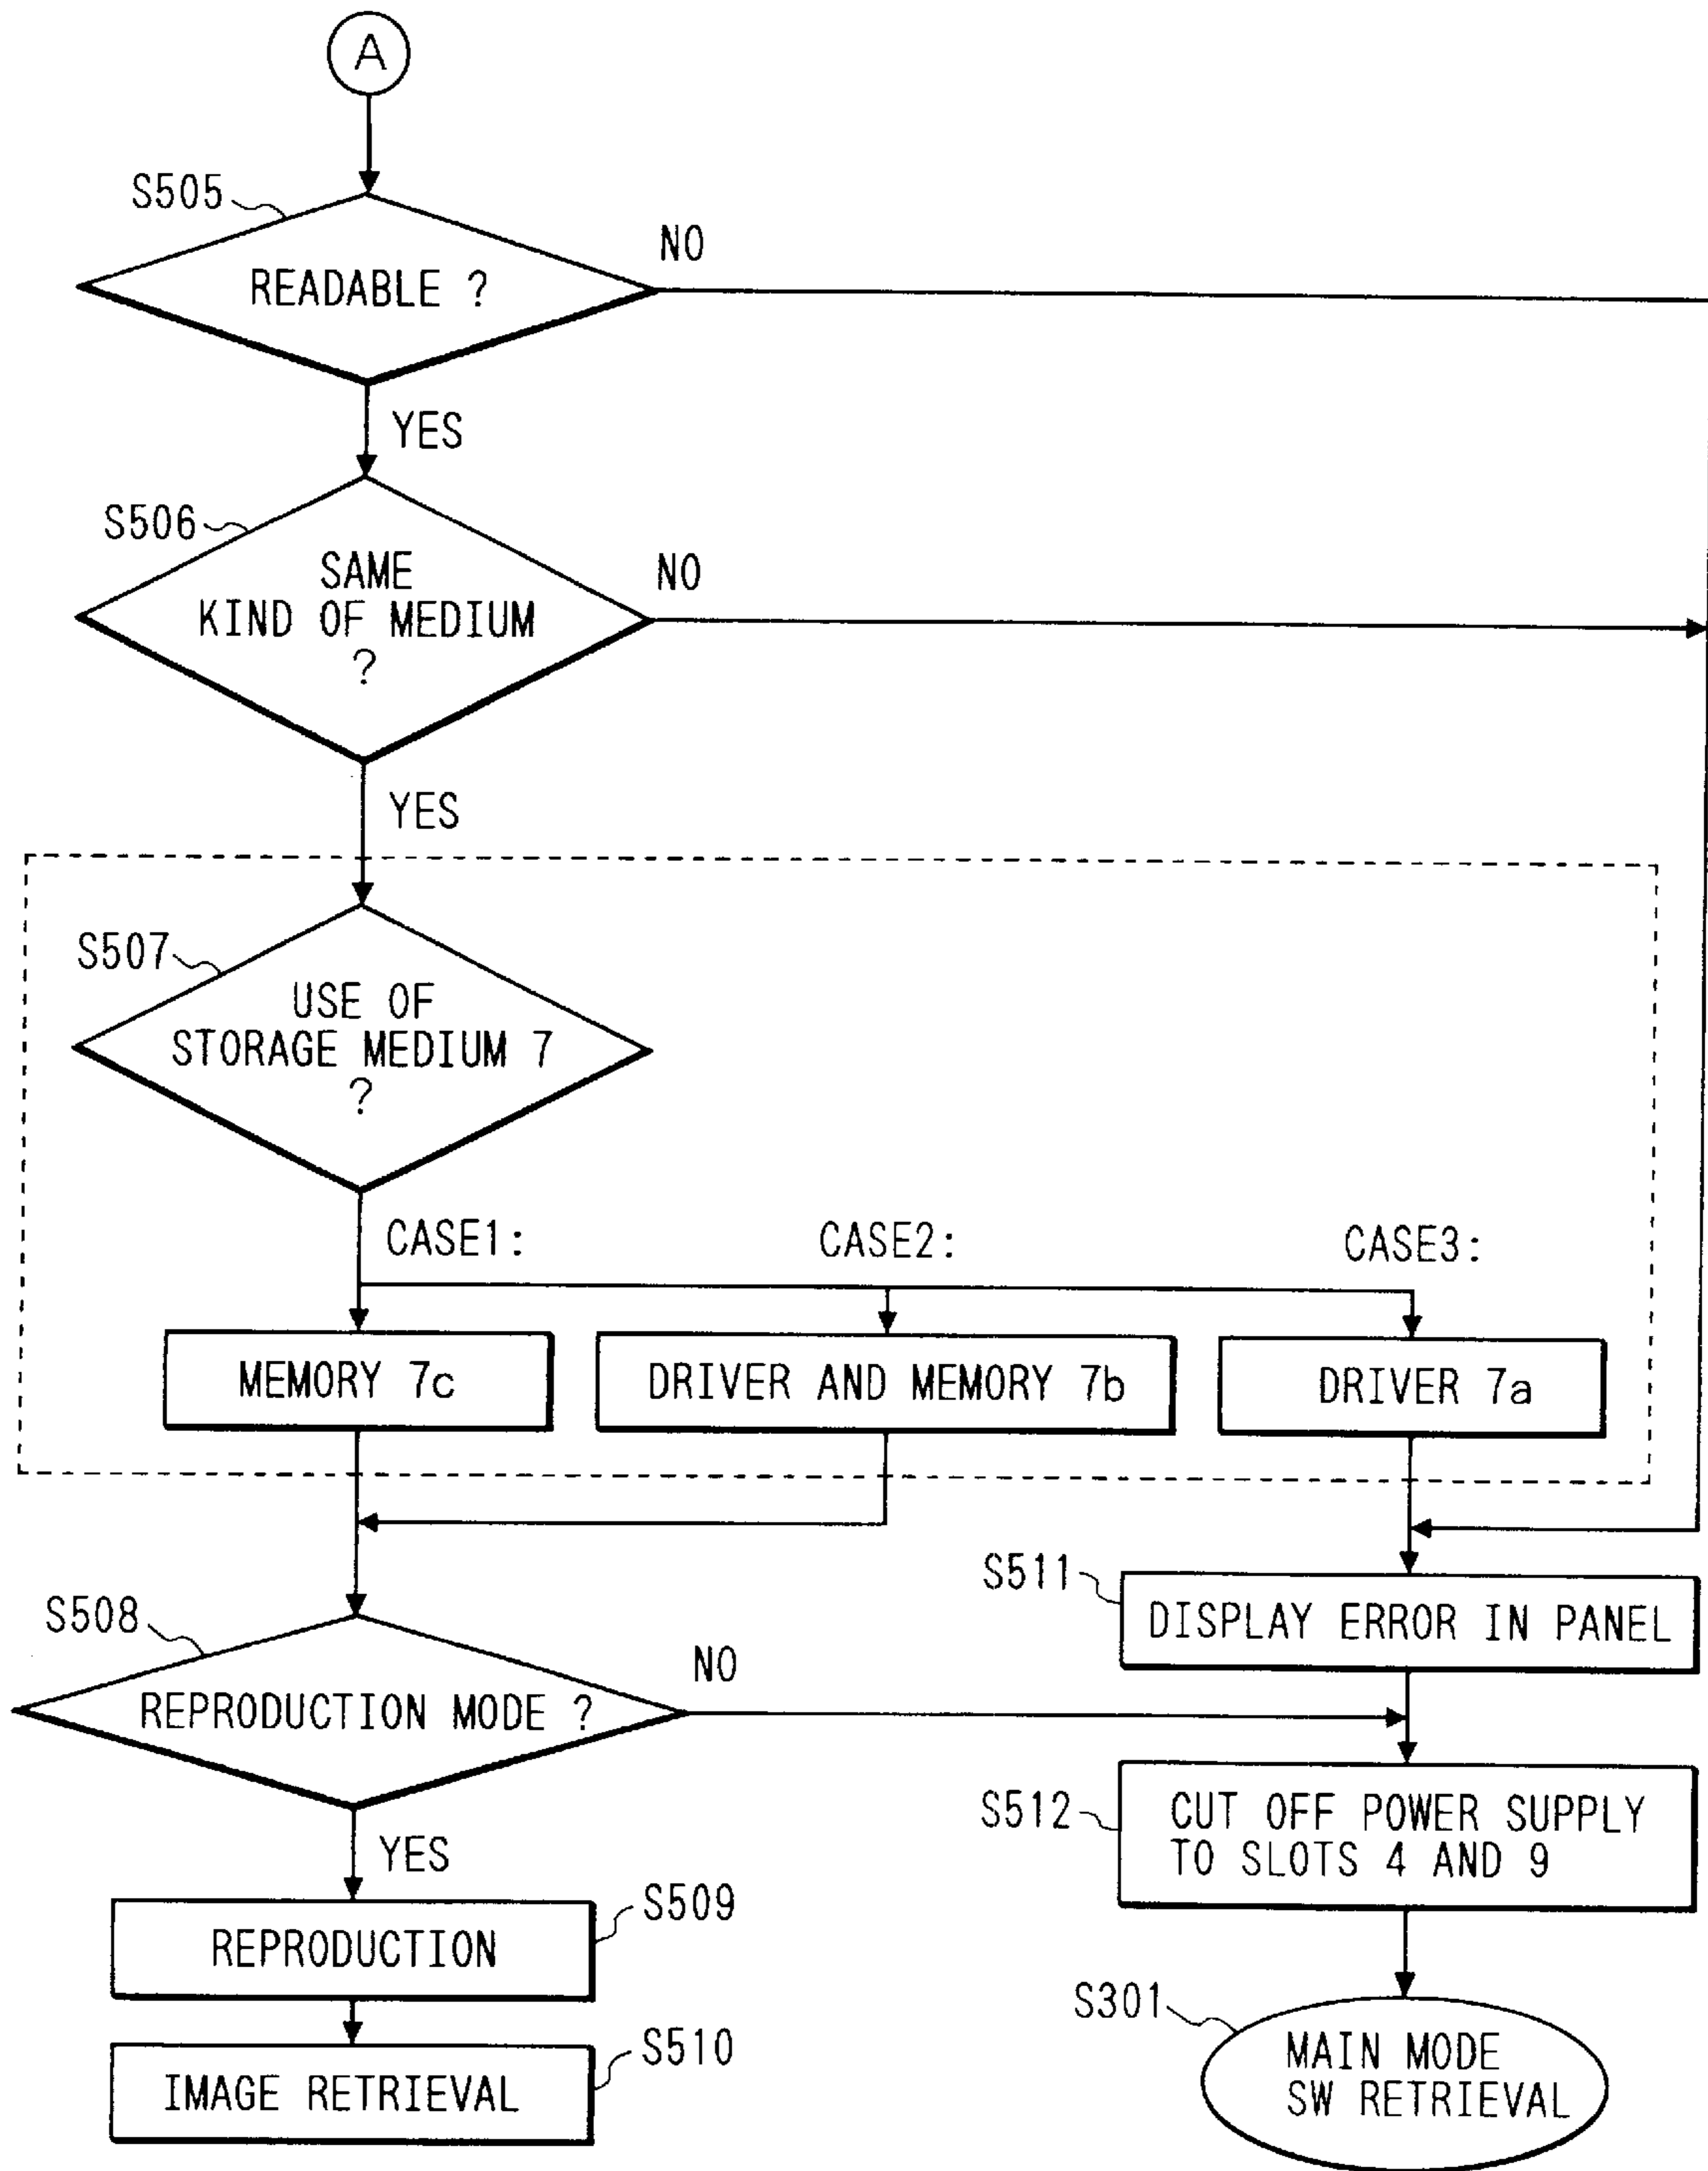 A
S505
READABLE ?
NO
YES
S506
SAME
KIND OF MEDIUM
?
NO
YES
S507
USE OF
STORAGE MEDIUM 7
?
CASE1:
CASE2:
CASE3:
MEMORY 7c
DRIVER AND MEMORY 7b
DRIVER 7a
S511
DISPLAY ERROR IN PANEL
S508
REPRODUCTION MODE ?
NO
YES
S512
CUT OFF POWER SUPPLY
TO SLOTS 4 AND 9
S509
REPRODUCTION
S510
IMAGE RETRIEVAL
S301
MAIN MODE
SW RETRIEVAL